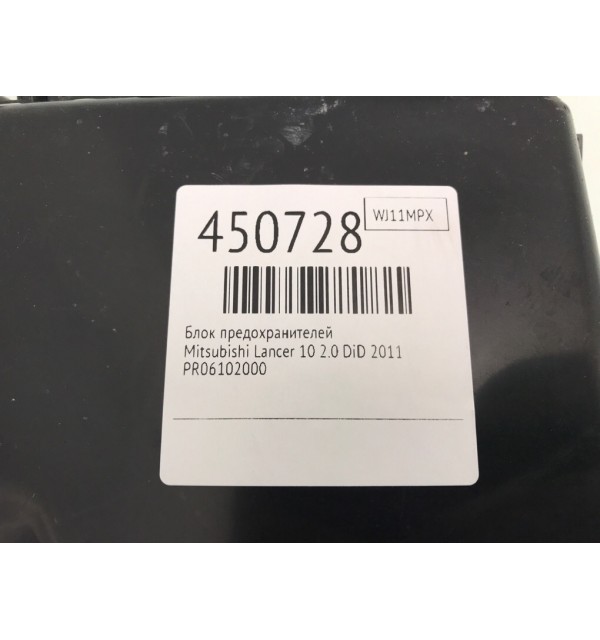 450728
WJ11MPX
Блок предохранителей
Mitsubishi Lancer 10 2.0 DiD 2011
PR06102000